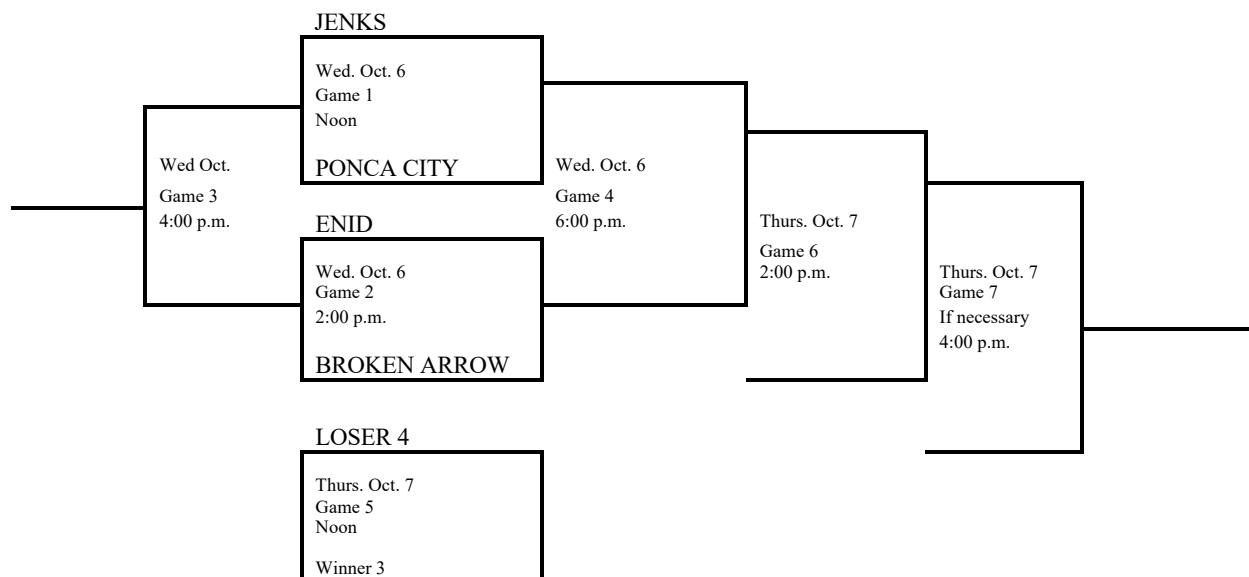 JENKS
Wed. Oct. 6
Game 1
Noon
PONCA CITY
Wed Oct.
Game 3
4:00 p.m.
Wed. Oct. 6
Game 4
6:00 p.m.
ENID
Wed. Oct. 6
Game 2
2:00 p.m.
BROKEN ARROW
Thurs. Oct. 7
Game 6
2:00 p.m.
Thurs. Oct. 7
Game 7
If necessary
4:00 p.m.
LOSER 4
Thurs. Oct. 7
Game 5
Noon
Winner 3